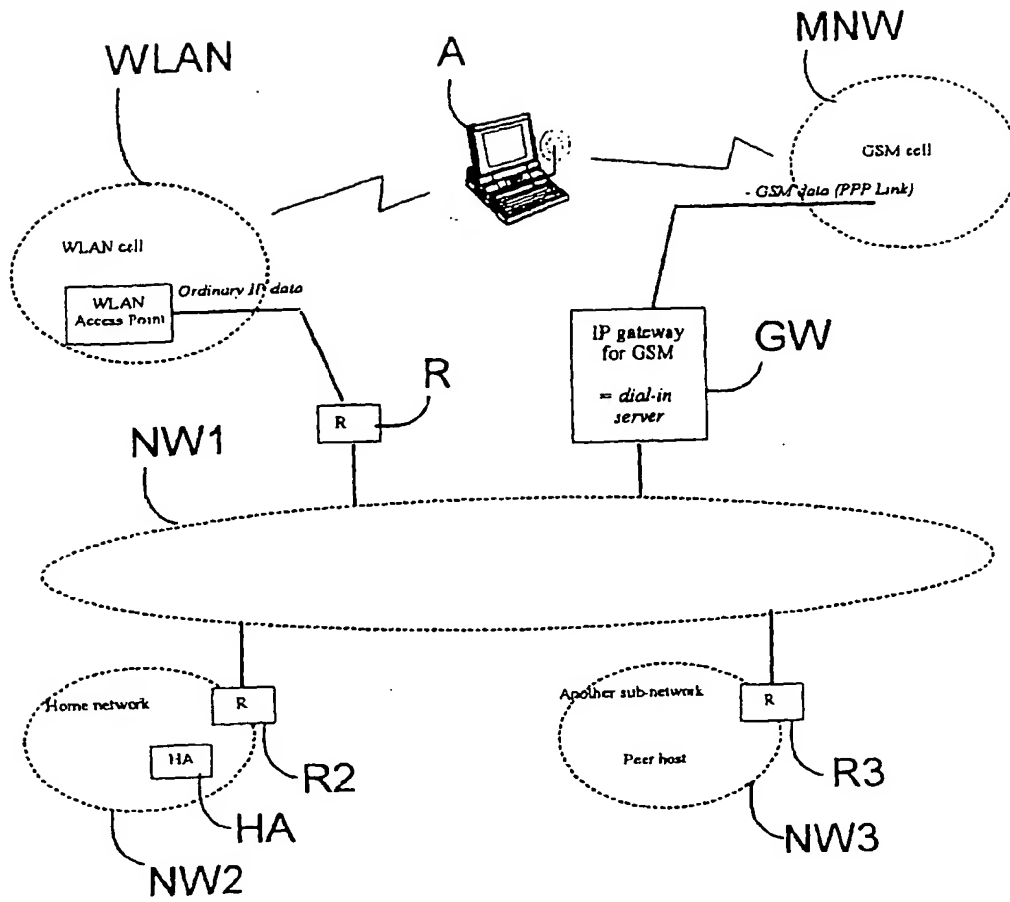 WLAN
A
MNW
GSM cell
- GSM data (PPP Link)
WLAN cell
WLAN
Access Point
Ordinary IP data
IP gateway
for GSM
= dial-in
server
GW
R
R
NW1
Home network
R
HA
R2
HA
NW2
Another sub-network
R
Peer host
R3
NW3